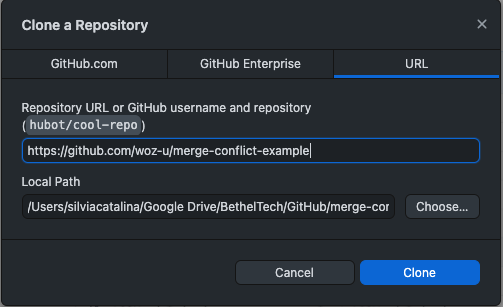 Clone a Repository
GitHub.com
GitHub Enterprise
URL
Repository URL or GitHub username and repository
(hubot/cool-repo)
https://github.com/woz-u/merge-conflict-example
Local Path
/Users/silviacatalina/Google Drive/BethelTech/GitHub/merge-cor
Choose...
Cancel
Clone